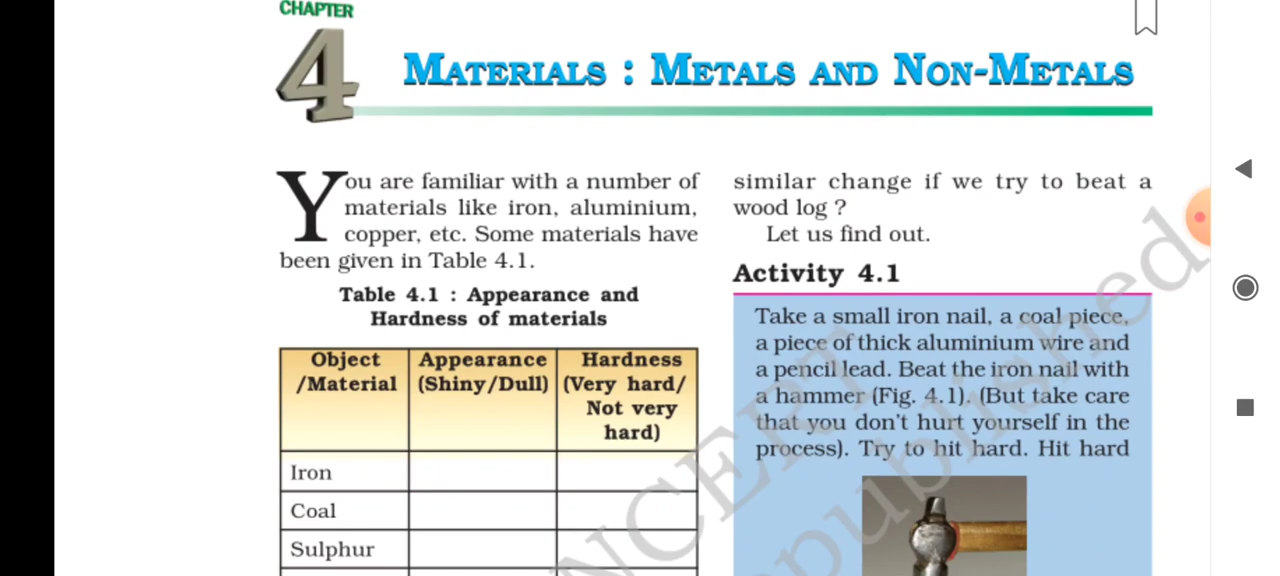 CHAPTER
4
MATERIALS : METALS AND NON-METALS
You are familiar with a number of
materials like iron, aluminium,
copper, etc. Some materials have
been given in Table 4.1.
Table 4.1 : Appearance and
Hardness of materials
Object
/Material
Appearance
(Shiny/Dull)
Hardness
(Very hard/
Not very
hard)
Iron
Coal
Sulphur
similar change if we try to beat a
wood log ?
Let us find out.
Activity 4.1
Take a small iron nail, a coal piece,
a piece of thick aluminium wire and
a pencil lead. Beat the iron nail with
a hammer (Fig. 4.1). (But take care
that you don't hurt yourself in the
process). Try to hit hard. Hit hard
NCERT
republished